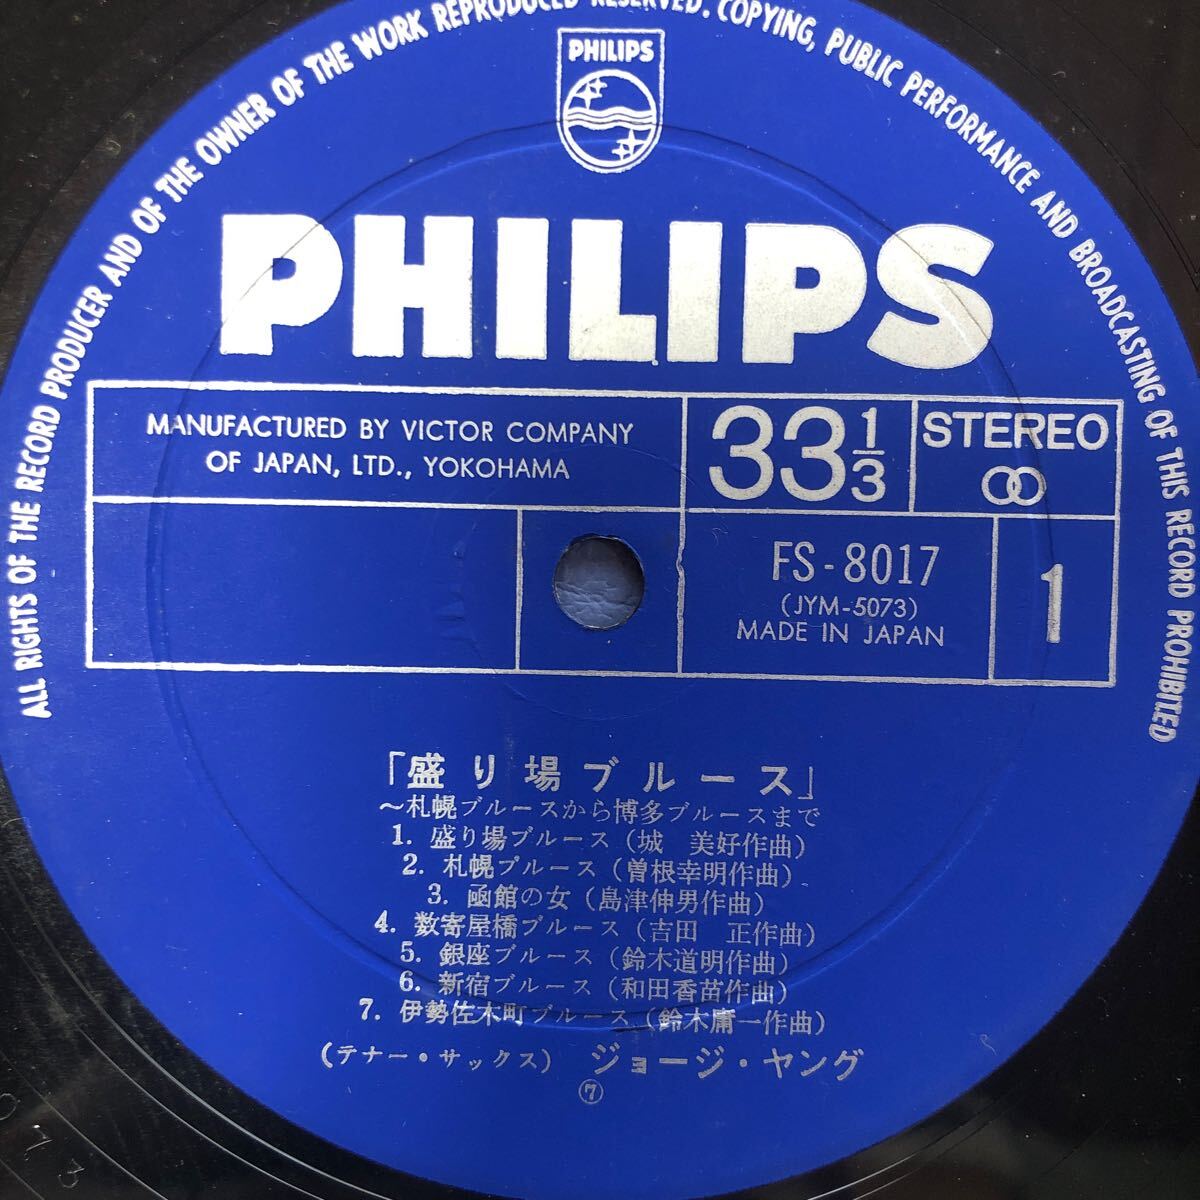 ALL RIGHTS OF THE RECORD PRODUCER AND OF THE OWNER OF THE WORK REPRODUCED RESERVED. COPYING, PUBLIC PERFORMANCE AND BROADCASTING OF THIS RECORD PROHIBITED
PHILIPS
PHILIPS
MANUFACTURED BY VICTOR COMPANY
OF JAPAN, LTD., YOKOHAMA
33 1/3
STEREO
FS-8017
(JYM-5073)
MADE IN JAPAN
1
「盛り場ブルース」
～札幌ブルースから博多ブルースまで
1. 盛り場ブルース（城　美好作曲）
2. 札幌ブルース（曽根幸明作曲）
3. 函館の女（島津伸男作曲）
4. 数寄屋橋ブルース（吉田　正作曲）
5. 銀座ブルース（鈴木道明作曲）
6. 新宿ブルース（和田香苗作曲）
7. 伊勢佐木町ブルース（鈴木庸一作曲）
（テナー・サックス）　ジョージ・ヤング
⑦